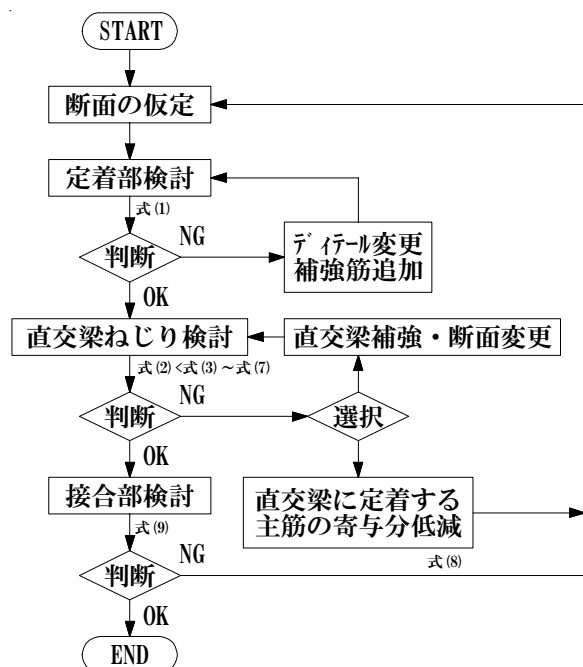 START
断面の仮定
定着部検討
式(1)
判断
NG
ディテール変更
補強筋追加
OK
直交梁ねじり検討
直交梁補強・断面変更
式(2)<式(3)~式(7)
判断
NG
選択
OK
接合部検討
直交梁に定着する
主筋の寄与分低減
式(9)
式(8)
判断
NG
OK
END